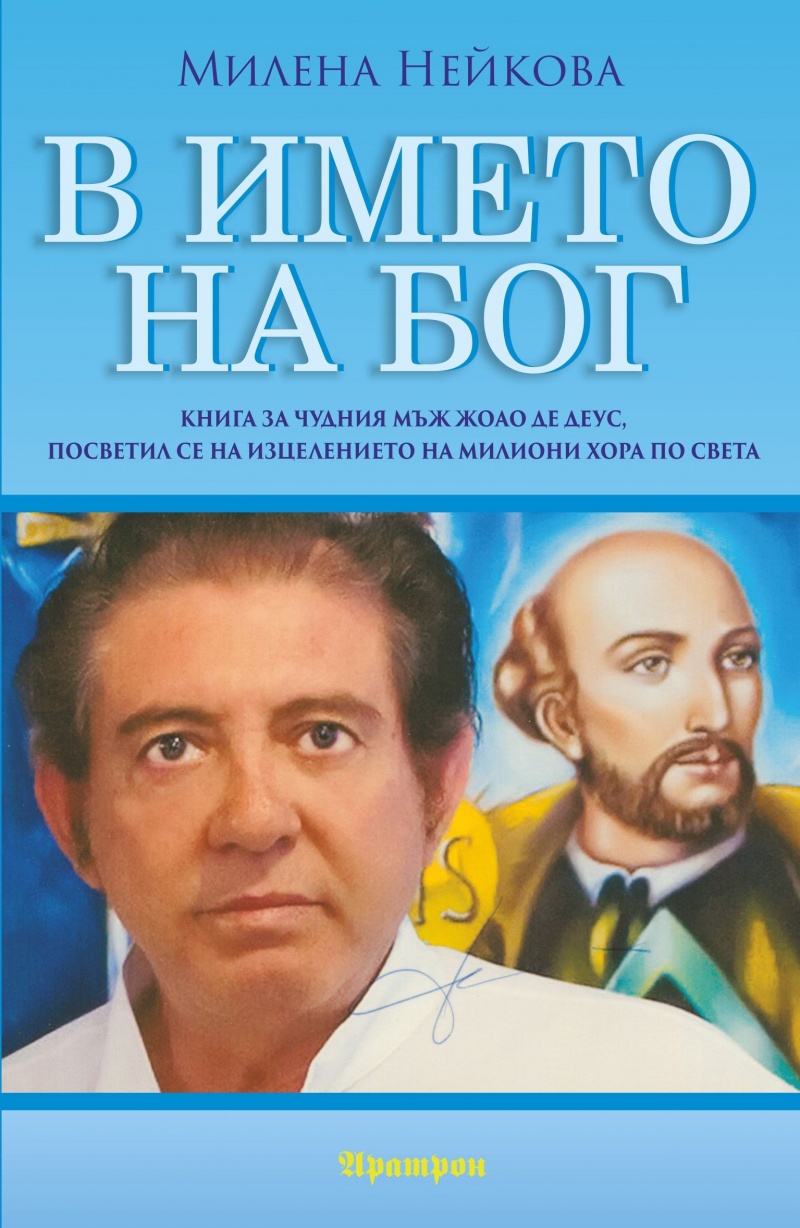 МИЛЕНА НЕЙКОВА
В ИМЕТО
НА БОГ
КНИГА ЗА ЧУДНИЯ МЪЖ ЖОАО ДЕ ДЕУС,
ПОСВЕТИЛ СЕ НА ИЗЦЕЛЕНИЕТО НА МИЛИОНИ ХОРА ПО СВЕТА
Аратрон